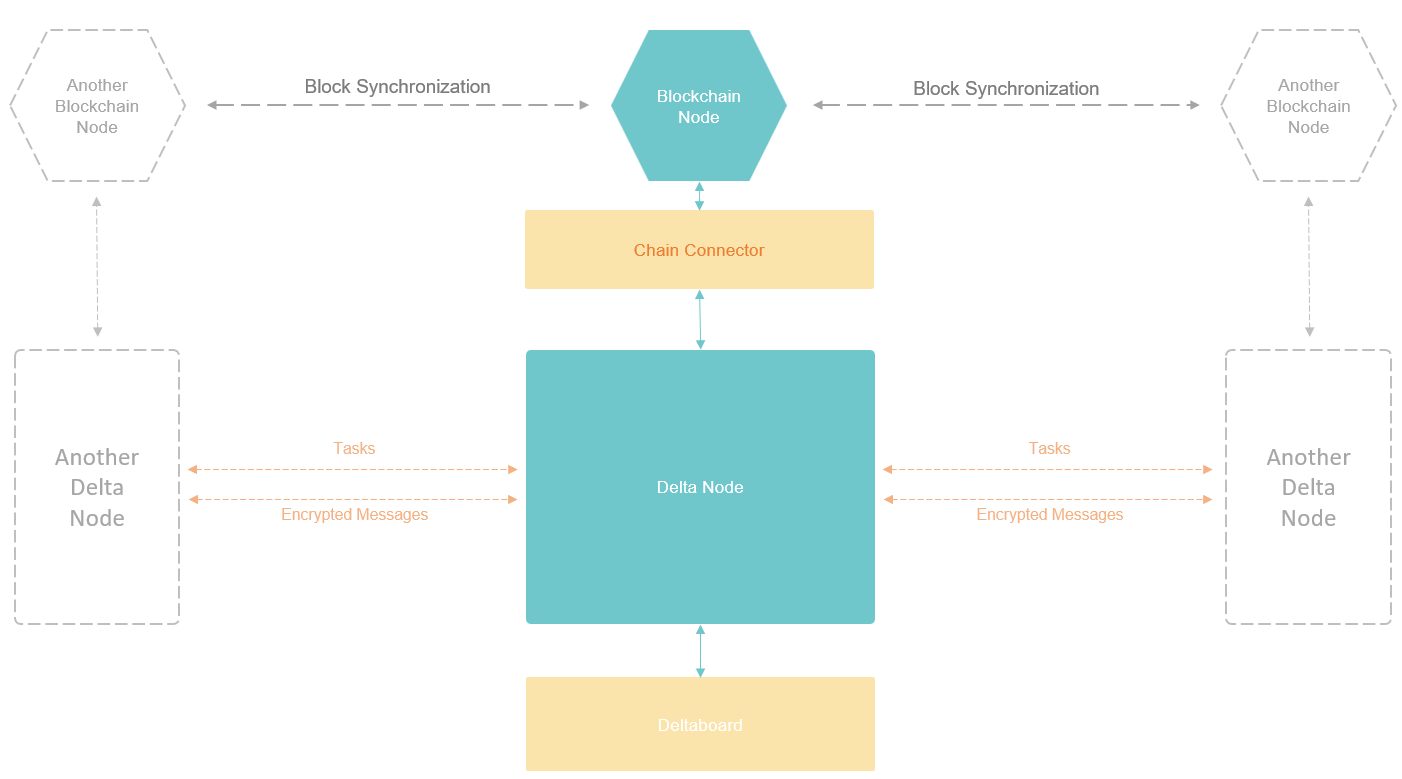 Block Synchronization
Block Synchronization
Another
Blockchain
Node
Blockchain
Node
Another
Blockchain
Node
Chain Connector
Another
Delta
Node
Tasks
Encrypted Messages
Delta Node
Tasks
Encrypted Messages
Another
Delta
Node
Deltaboard